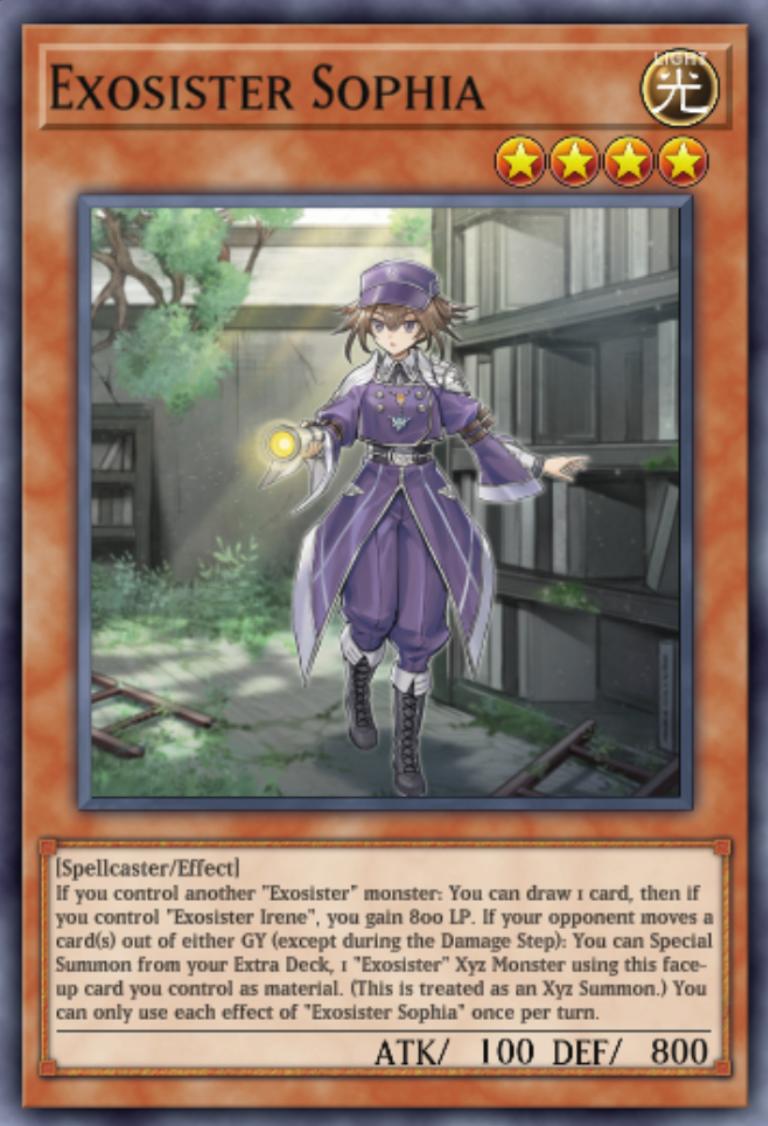 Exosister Sophia
LIGHT
光
[Spellcaster/Effect]
If you control another "Exosister" monster: You can draw 1 card, then if
you control "Exosister Irene", you gain 800 LP. If your opponent moves a
card(s) out of either GY (except during the Damage Step): You can Special
Summon from your Extra Deck, 1 "Exosister" Xyz Monster using this face-
up card you control as material. (This is treated as an Xyz Summon.) You
can only use each effect of "Exosister Sophia" once per turn.
ATK/ 100 DEF/ 800